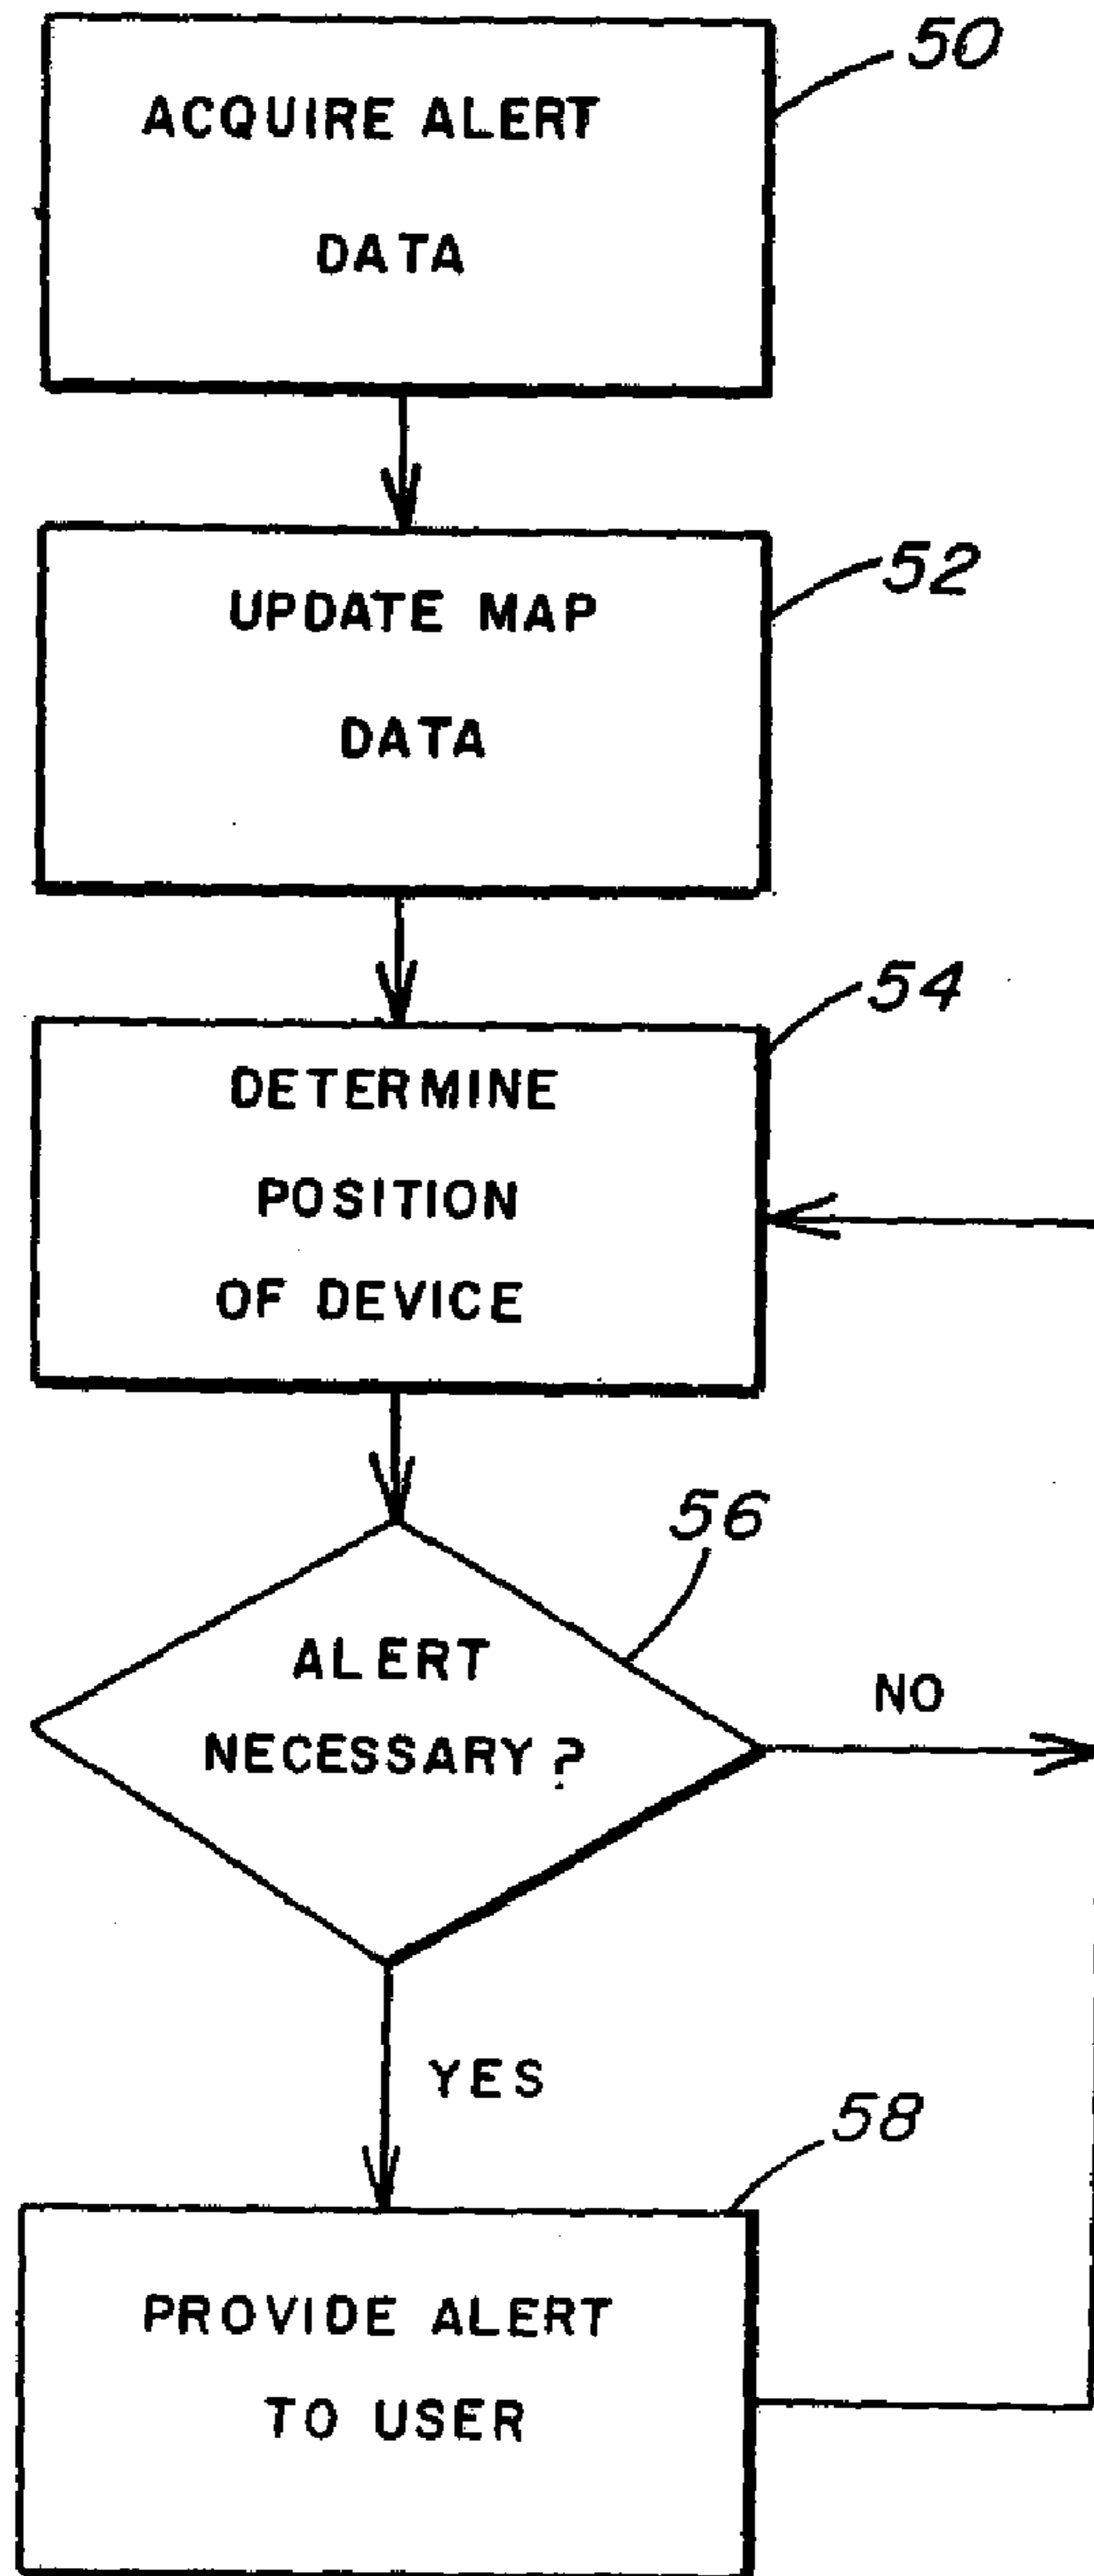 50
ACQUIRE ALERT
DATA
52
UPDATE MAP
DATA
54
DETERMINE
POSITION
OF DEVICE
56
ALERT
NECESSARY?
NO
YES
58
PROVIDE ALERT
TO USER